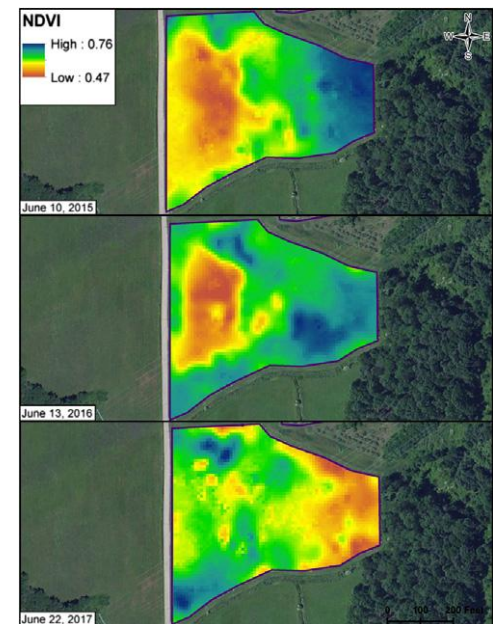 NDVI
High : 0.76
Low : 0.47
N
W E
S
June 10, 2015
June 13, 2016
June 22, 2017
0 100 200 Feet